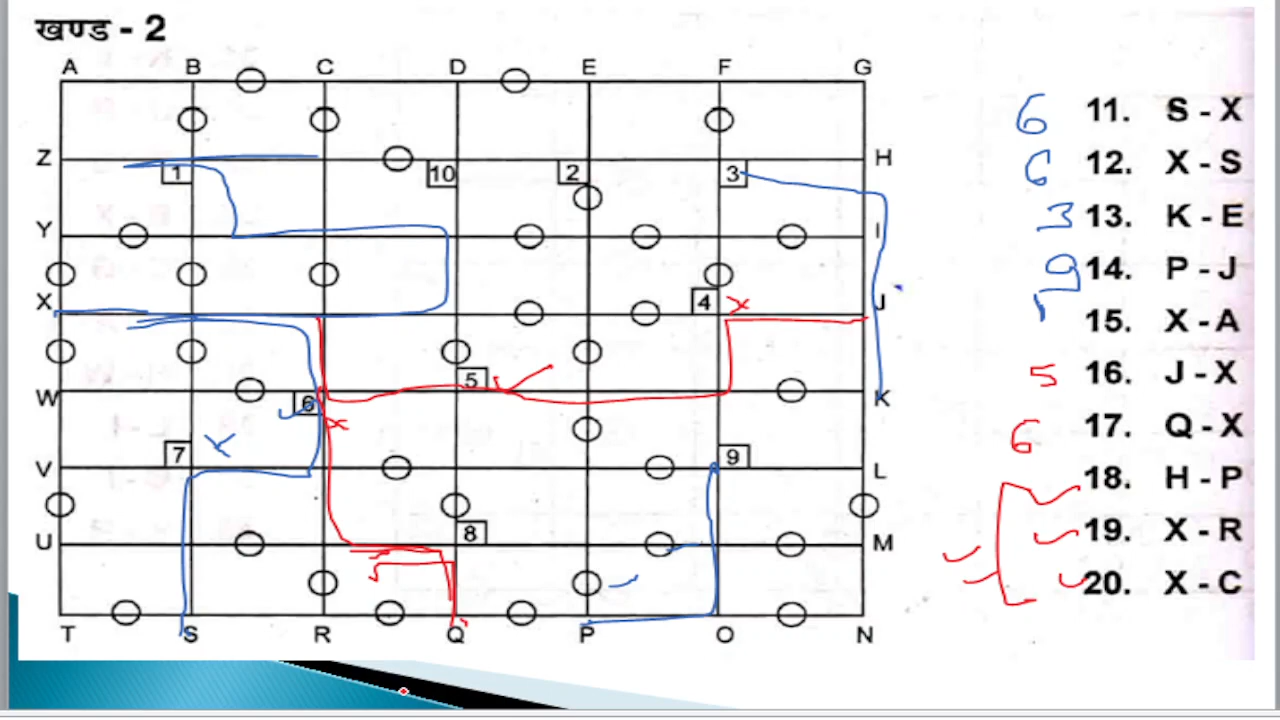 खण्ड - 2
A B C D E F G
Z H
1 10 2 3
Y I
X 4 J
5
W 6 K
7 9
V L
8
U M
T S R Q P O N
6 11. S - X
6 12. X - S
3 13. K - E
9 14. P - J
1 15. X - A
5 16. J - X
6 17. Q - X
18. H - P
19. X - R
20. X - C